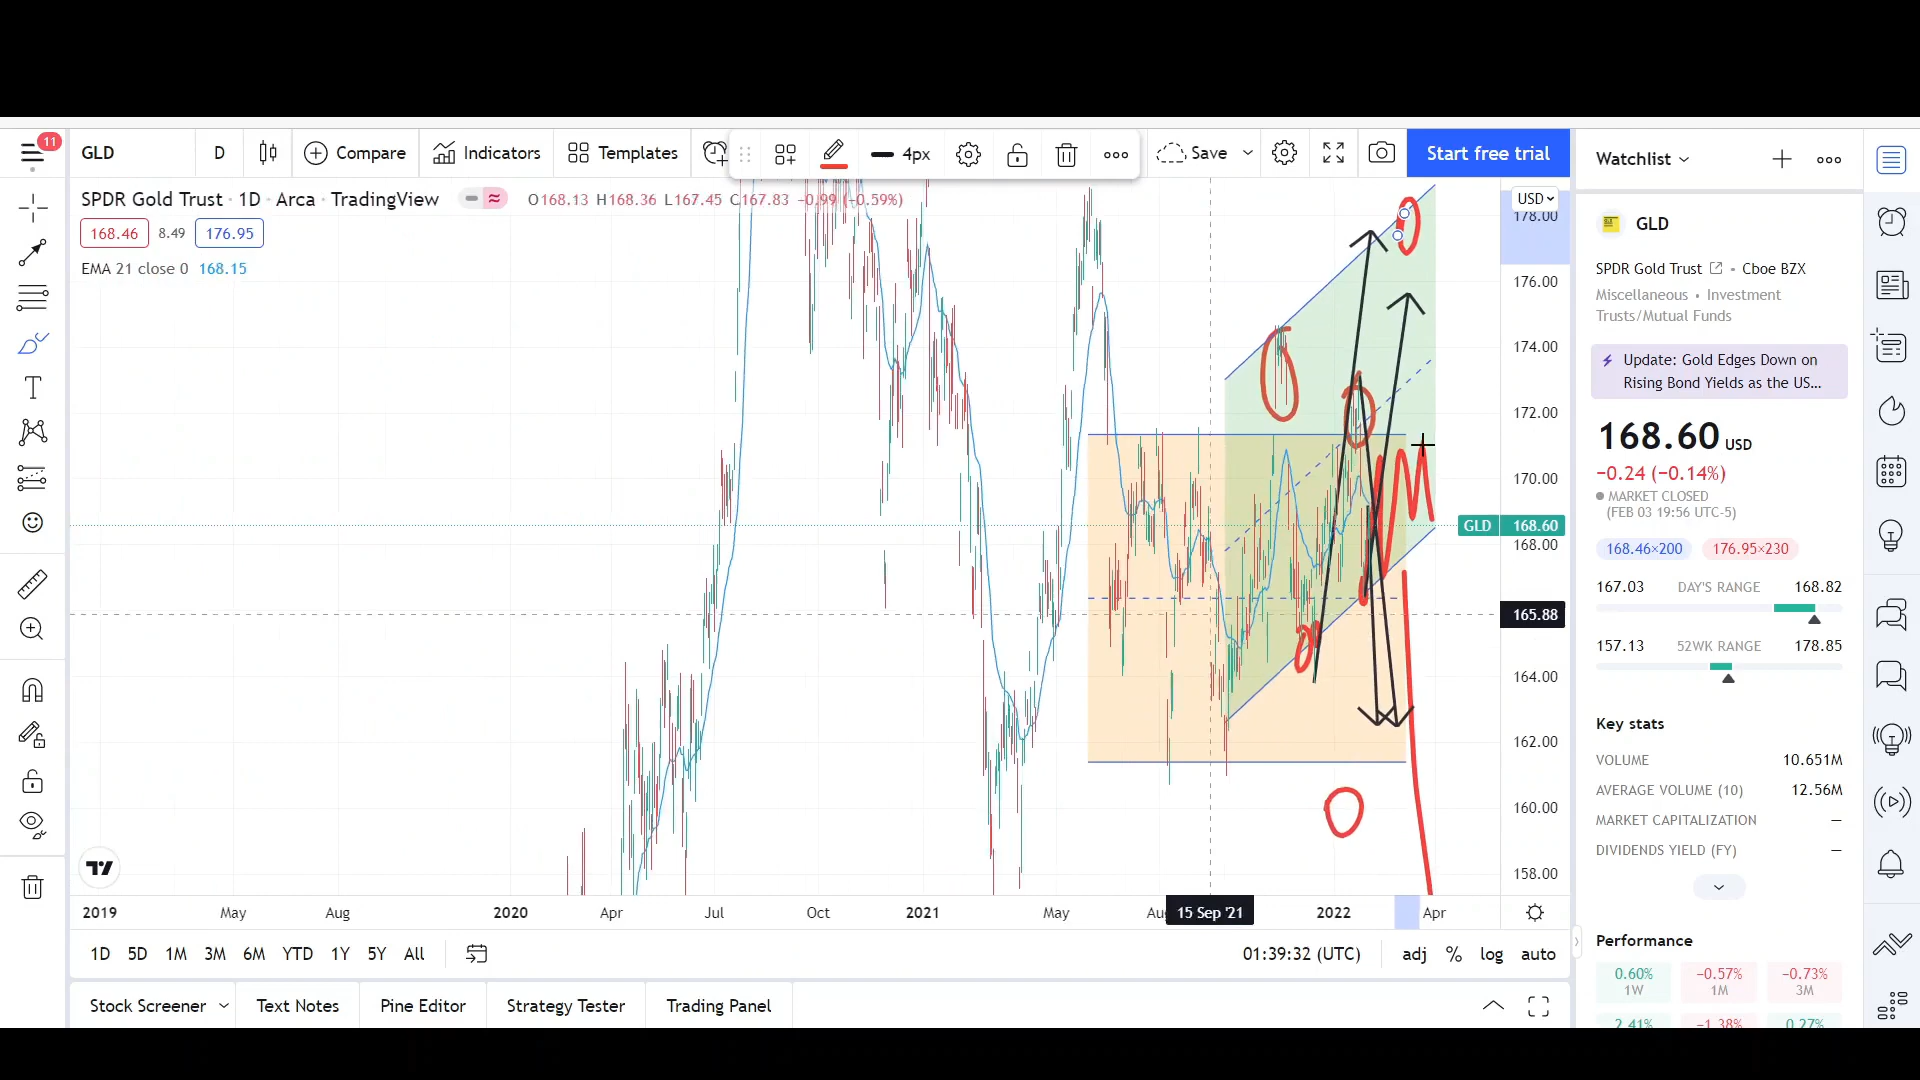 11
GLD
D
Compare
Indicators
Templates
4px
Save
Start free trial
Watchlist
SPDR Gold Trust · 1D · Arca · TradingView
O168.13 H168.36 L167.45 C167.83 −0.99 (−0.59%)
168.46 8.49 176.95
EMA 21 close 0 168.15
USD
178.00
176.00
174.00
172.00
170.00
GLD 168.60
168.00
165.88
164.00
162.00
160.00
158.00
2019 May Aug 2020 Apr Jul Oct 2021 May Au 15 Sep '21 2022 Apr
1D 5D 1M 3M 6M YTD 1Y 5Y All
01:39:32 (UTC) adj % log auto
Stock Screener Text Notes Pine Editor Strategy Tester Trading Panel
GLD
SPDR Gold Trust • Cboe BZX
Miscellaneous • Investment
Trusts/Mutual Funds
Update: Gold Edges Down on
Rising Bond Yields as the US...
168.60 USD
−0.24 (−0.14%)
MARKET CLOSED
(FEB 03 19:56 UTC-5)
168.46×200 176.95×230
167.03 DAY'S RANGE 168.82
157.13 52WK RANGE 178.85
Key stats
VOLUME 10.651M
AVERAGE VOLUME (10) 12.56M
MARKET CAPITALIZATION —
DIVIDENDS YIELD (FY) —
Performance
0.60% −0.57% −0.73%
1W 1M 3M
2.41% −1.38% 0.27%